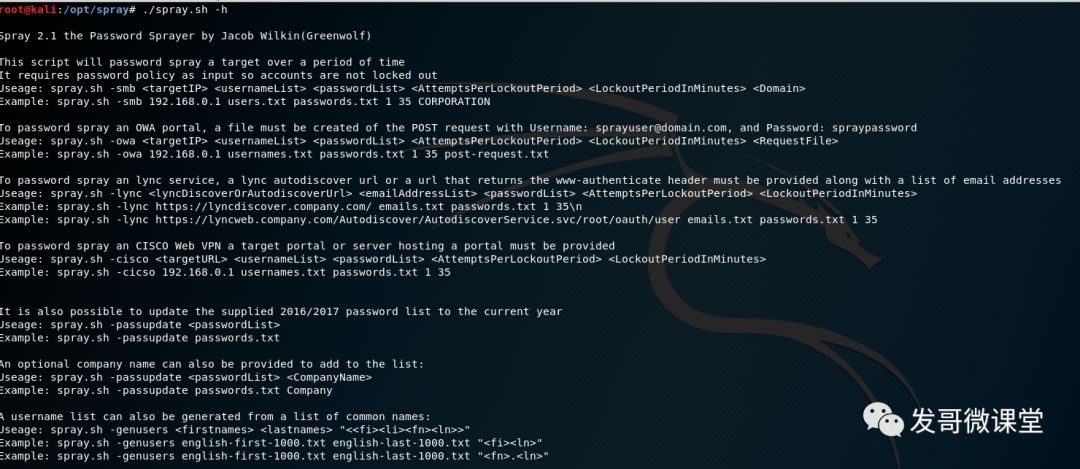 root@kali:/opt/spray# ./spray.sh -h
Spray 2.1 the Password Sprayer by Jacob Wilkin(Greenwolf)
This script will password spray a target over a period of time
It requires password policy as input so accounts are not locked out
Useage: spray.sh -smb <targetIP> <usernameList> <passwordList> <AttemptsPerLockoutPeriod> <LockoutPeriodInMinutes> <Domain>
Example: spray.sh -smb 192.168.0.1 users.txt passwords.txt 1 35 CORPORATION
To password spray an OWA portal, a file must be created of the POST request with Username: sprayuser@domain.com, and Password: spraypassword
Useage: spray.sh -owa <targetIP> <usernameList> <passwordList> <AttemptsPerLockoutPeriod> <LockoutPeriodInMinutes> <RequestFile>
Example: spray.sh -owa 192.168.0.1 usernames.txt passwords.txt 1 35 post-request.txt
To password spray an lync service, a lync autodiscover url or a url that returns the www-authenticate header must be provided along with a list of email addresses
Useage: spray.sh -lync <lyncDiscoverOrAutodiscoverUrl> <emailAddressList> <passwordList> <AttemptsPerLockoutPeriod> <LockoutPeriodInMinutes>
Example: spray.sh -lync https://lyncdiscover.company.com/ emails.txt passwords.txt 1 35\n
Example: spray.sh -lync https://lyncweb.company.com/Autodiscover/AutodiscoverService.svc/root/oauth/user emails.txt passwords.txt 1 35
To password spray an CISCO Web VPN a target portal or server hosting a portal must be provided
Useage: spray.sh -cisco <targetURL> <usernameList> <passwordList> <AttemptsPerLockoutPeriod> <LockoutPeriodInMinutes>
Example: spray.sh -cicso 192.168.0.1 usernames.txt passwords.txt 1 35
It is also possible to update the supplied 2016/2017 password list to the current year
Useage: spray.sh -passupdate <passwordList>
Example: spray.sh -passupdate passwords.txt
An optional company name can also be provided to add to the list:
Useage: spray.sh -passupdate <passwordList> <CompanyName>
Example: spray.sh -passupdate passwords.txt Company
A username list can also be generated from a list of common names:
Useage: spray.sh -genusers <firstnames> <lastnames> "<<fi><li><fn><ln>>"
Example: spray.sh -genusers english-first-1000.txt english-last-1000.txt "<fi><ln>"
Example: spray.sh -genusers english-first-1000.txt english-last-1000.txt "<fn>.<ln>"
发哥微课堂